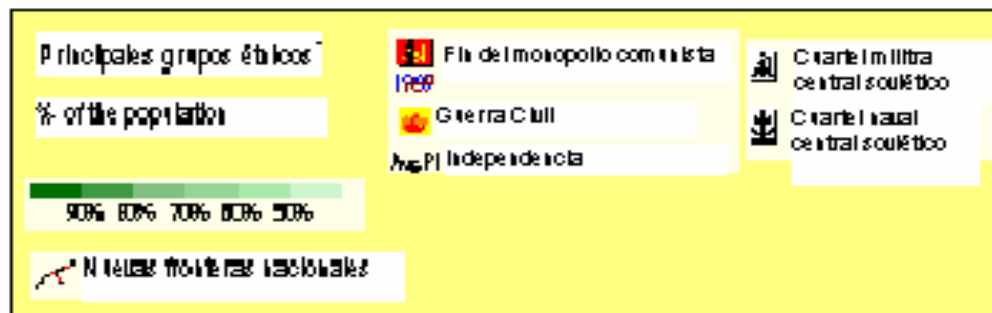 Principales grupos étnicos
% of the population
90% 80% 70% 60% 50%
Nuevas fronteras nacionales
Fin del monopolio comunista
1989
Guerra Civil
Independencia
Cuartel militra
central soviético
Cuartel naval
central soviético